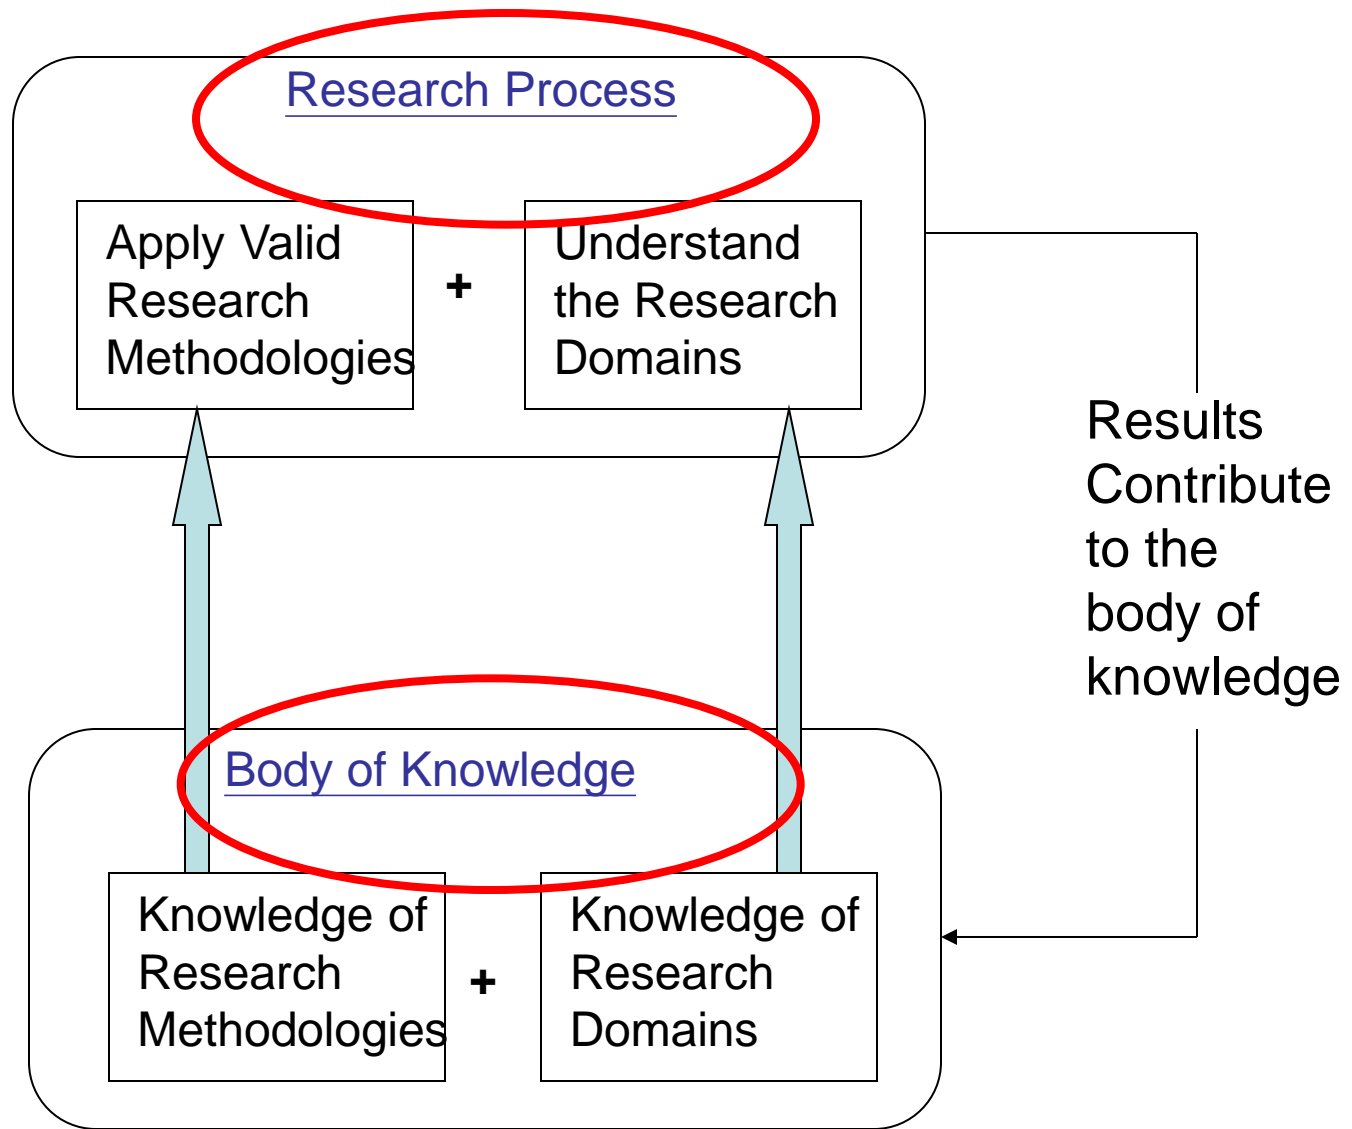 Research Process
Apply Valid
Research
Methodologies
+
Understand
the Research
Domains
Results
Contribute
to the
body of
knowledge
Body of Knowledge
Knowledge of
Research
Methodologies
+
Knowledge of
Research
Domains